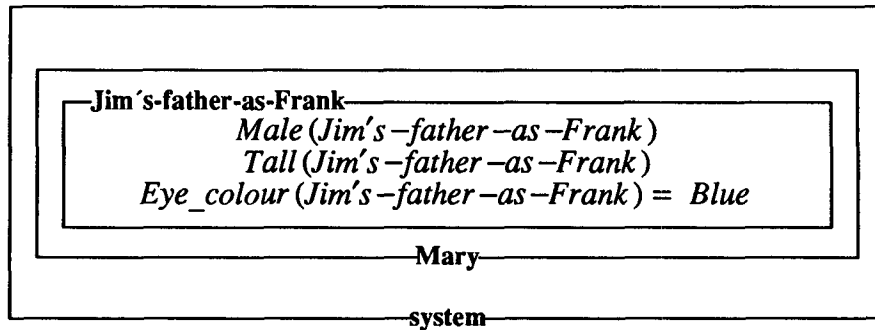 Jim´s-father-as-Frank
Male(Jim's–father–as–Frank)
Tall(Jim's–father–as–Frank)
Eye_colour(Jim's–father–as–Frank) = Blue
Mary
system